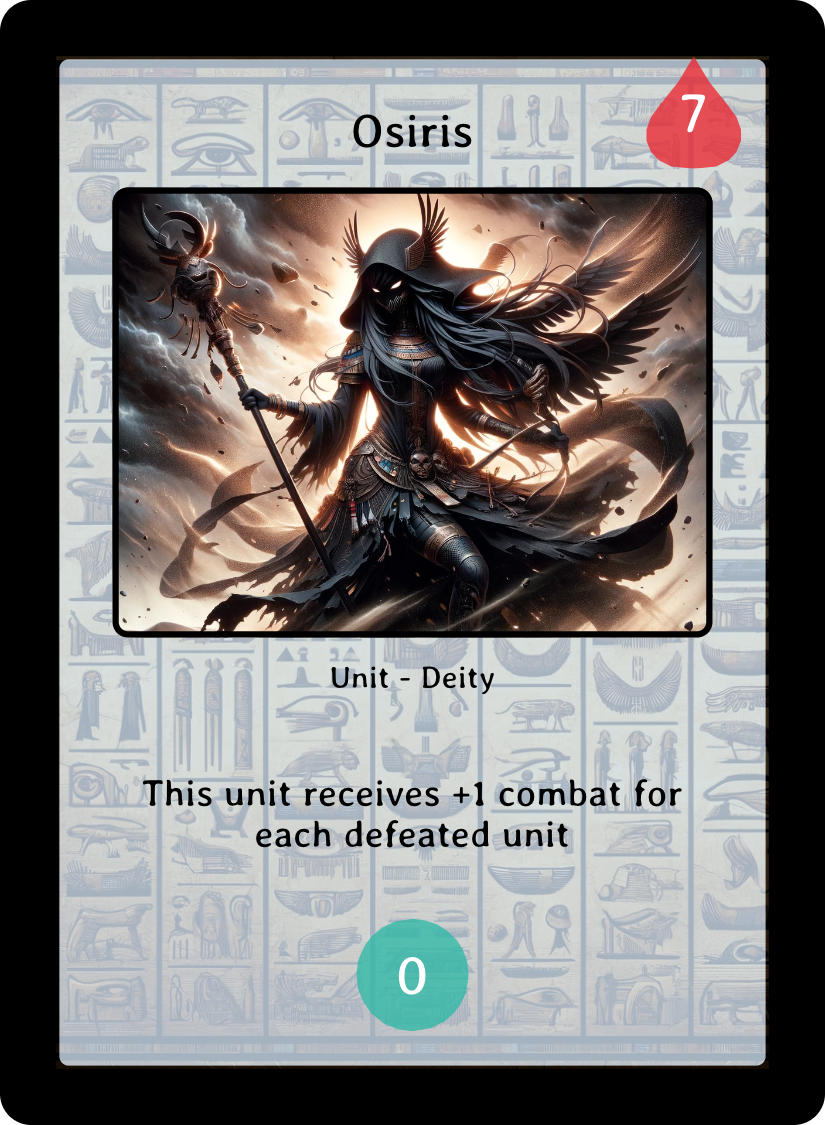 Osiris
7
Unit - Deity
This unit receives +1 combat for
each defeated unit
0